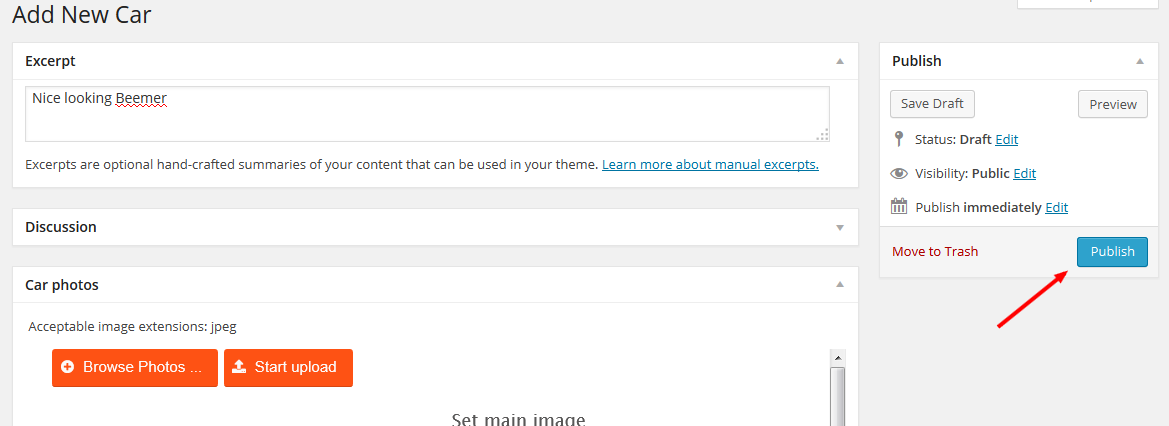 Add New Car
Excerpt
Nice looking Beemer
Excerpts are optional hand-crafted summaries of your content that can be used in your theme. Learn more about manual excerpts.
Discussion
Car photos
Acceptable image extensions: jpeg
Browse Photos ...
Start upload
Set main image
Publish
Save Draft
Preview
Status: Draft Edit
Visibility: Public Edit
Publish immediately Edit
Move to Trash
Publish